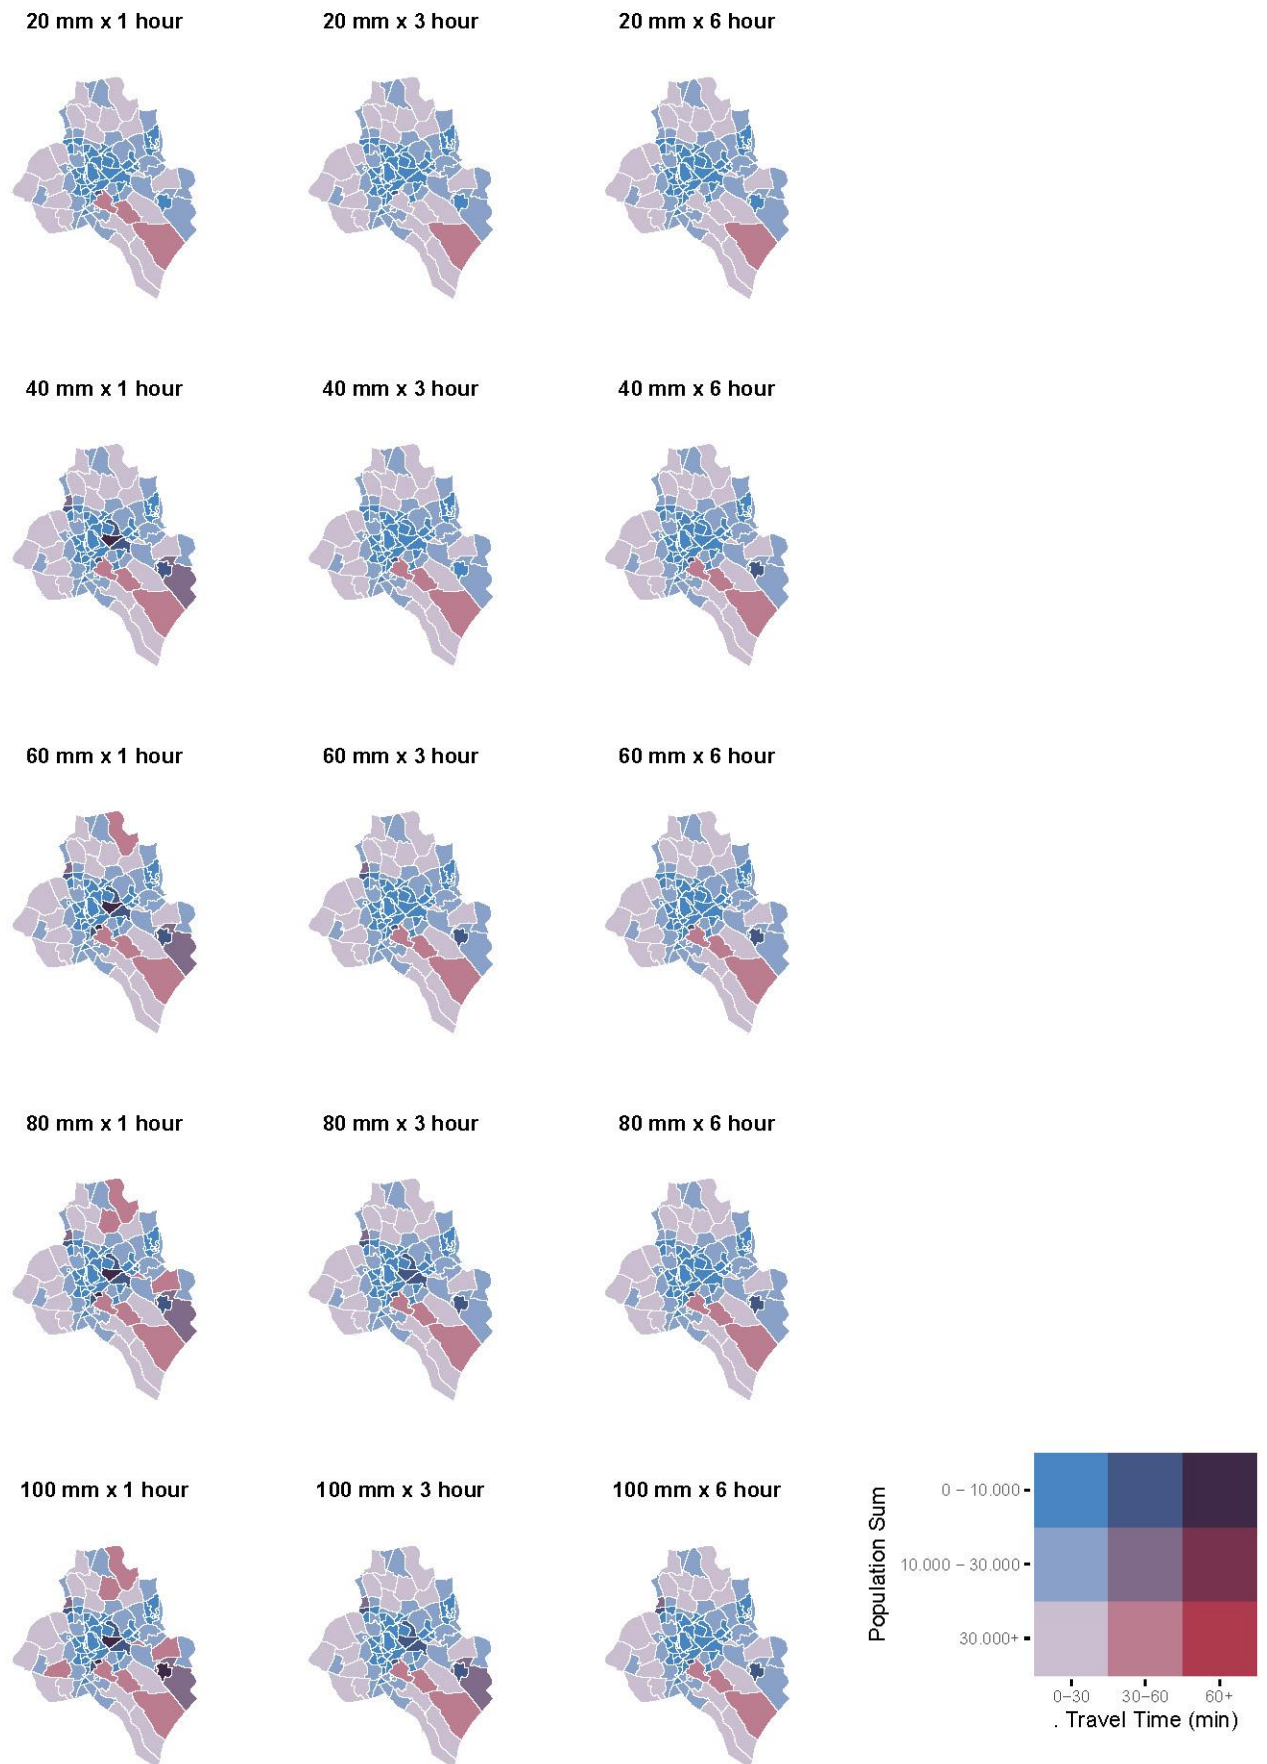 20 mm x 1 hour
20 mm x 3 hour
20 mm x 6 hour
40 mm x 1 hour
40 mm x 3 hour
40 mm x 6 hour
60 mm x 1 hour
60 mm x 3 hour
60 mm x 6 hour
80 mm x 1 hour
80 mm x 3 hour
80 mm x 6 hour
100 mm x 1 hour
100 mm x 3 hour
100 mm x 6 hour
Population Sum
0 – 10.000
10.000 – 30.000
30.000+
0–30
30–60
60+
. Travel Time (min)